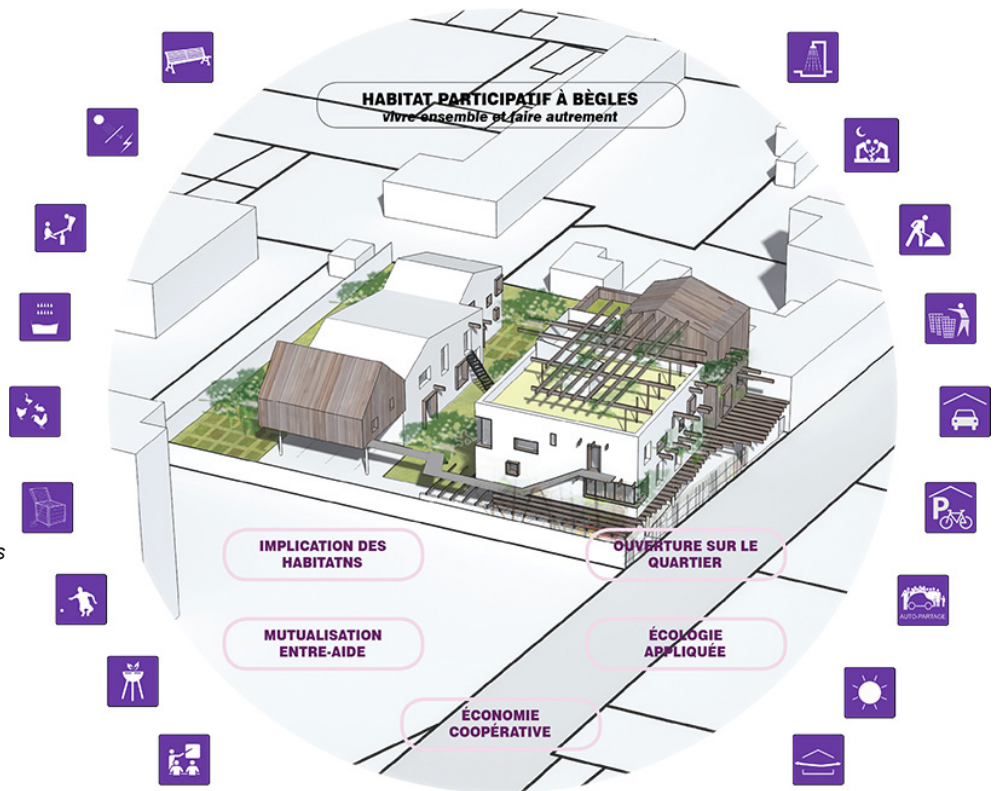 HABITAT PARTICIPATIF À BÈGLES
vivre ensemble et faire autrement
s
IMPLICATION DES
HABITATNS
OUVERTURE SUR LE
QUARTIER
P
AUTO-PARTAGE
MUTUALISATION
ENTRE-AIDE
ÉCOLOGIE
APPLIQUÉE
ÉCONOMIE
COOPÉRATIVE